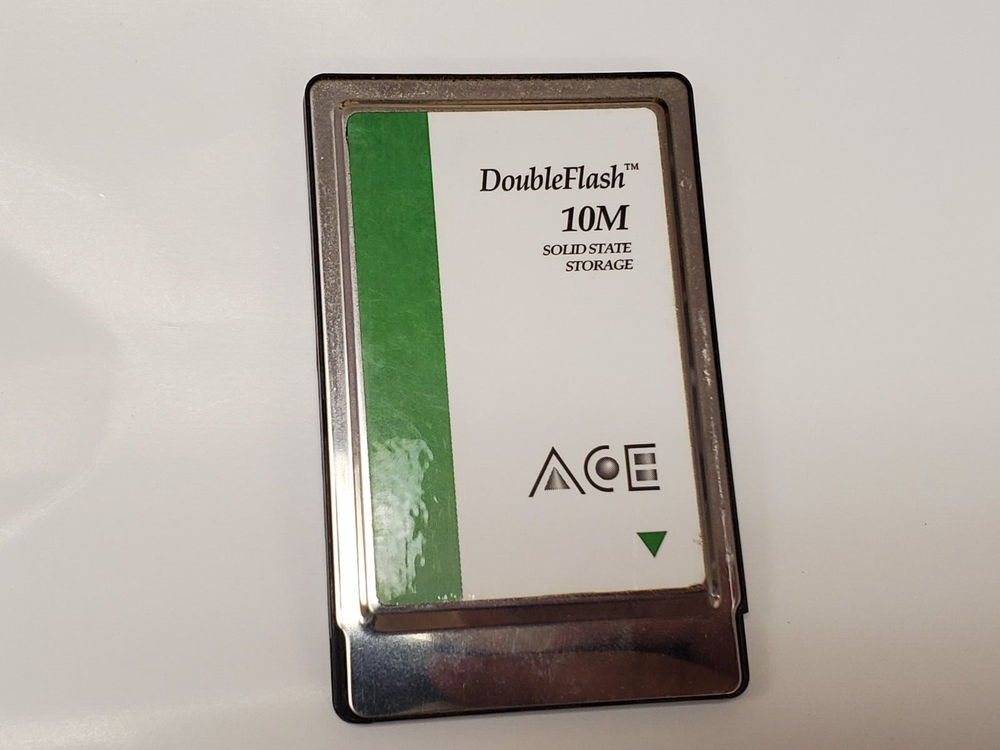 DoubleFlash™
10M
SOLID STATE
STORAGE
ACE